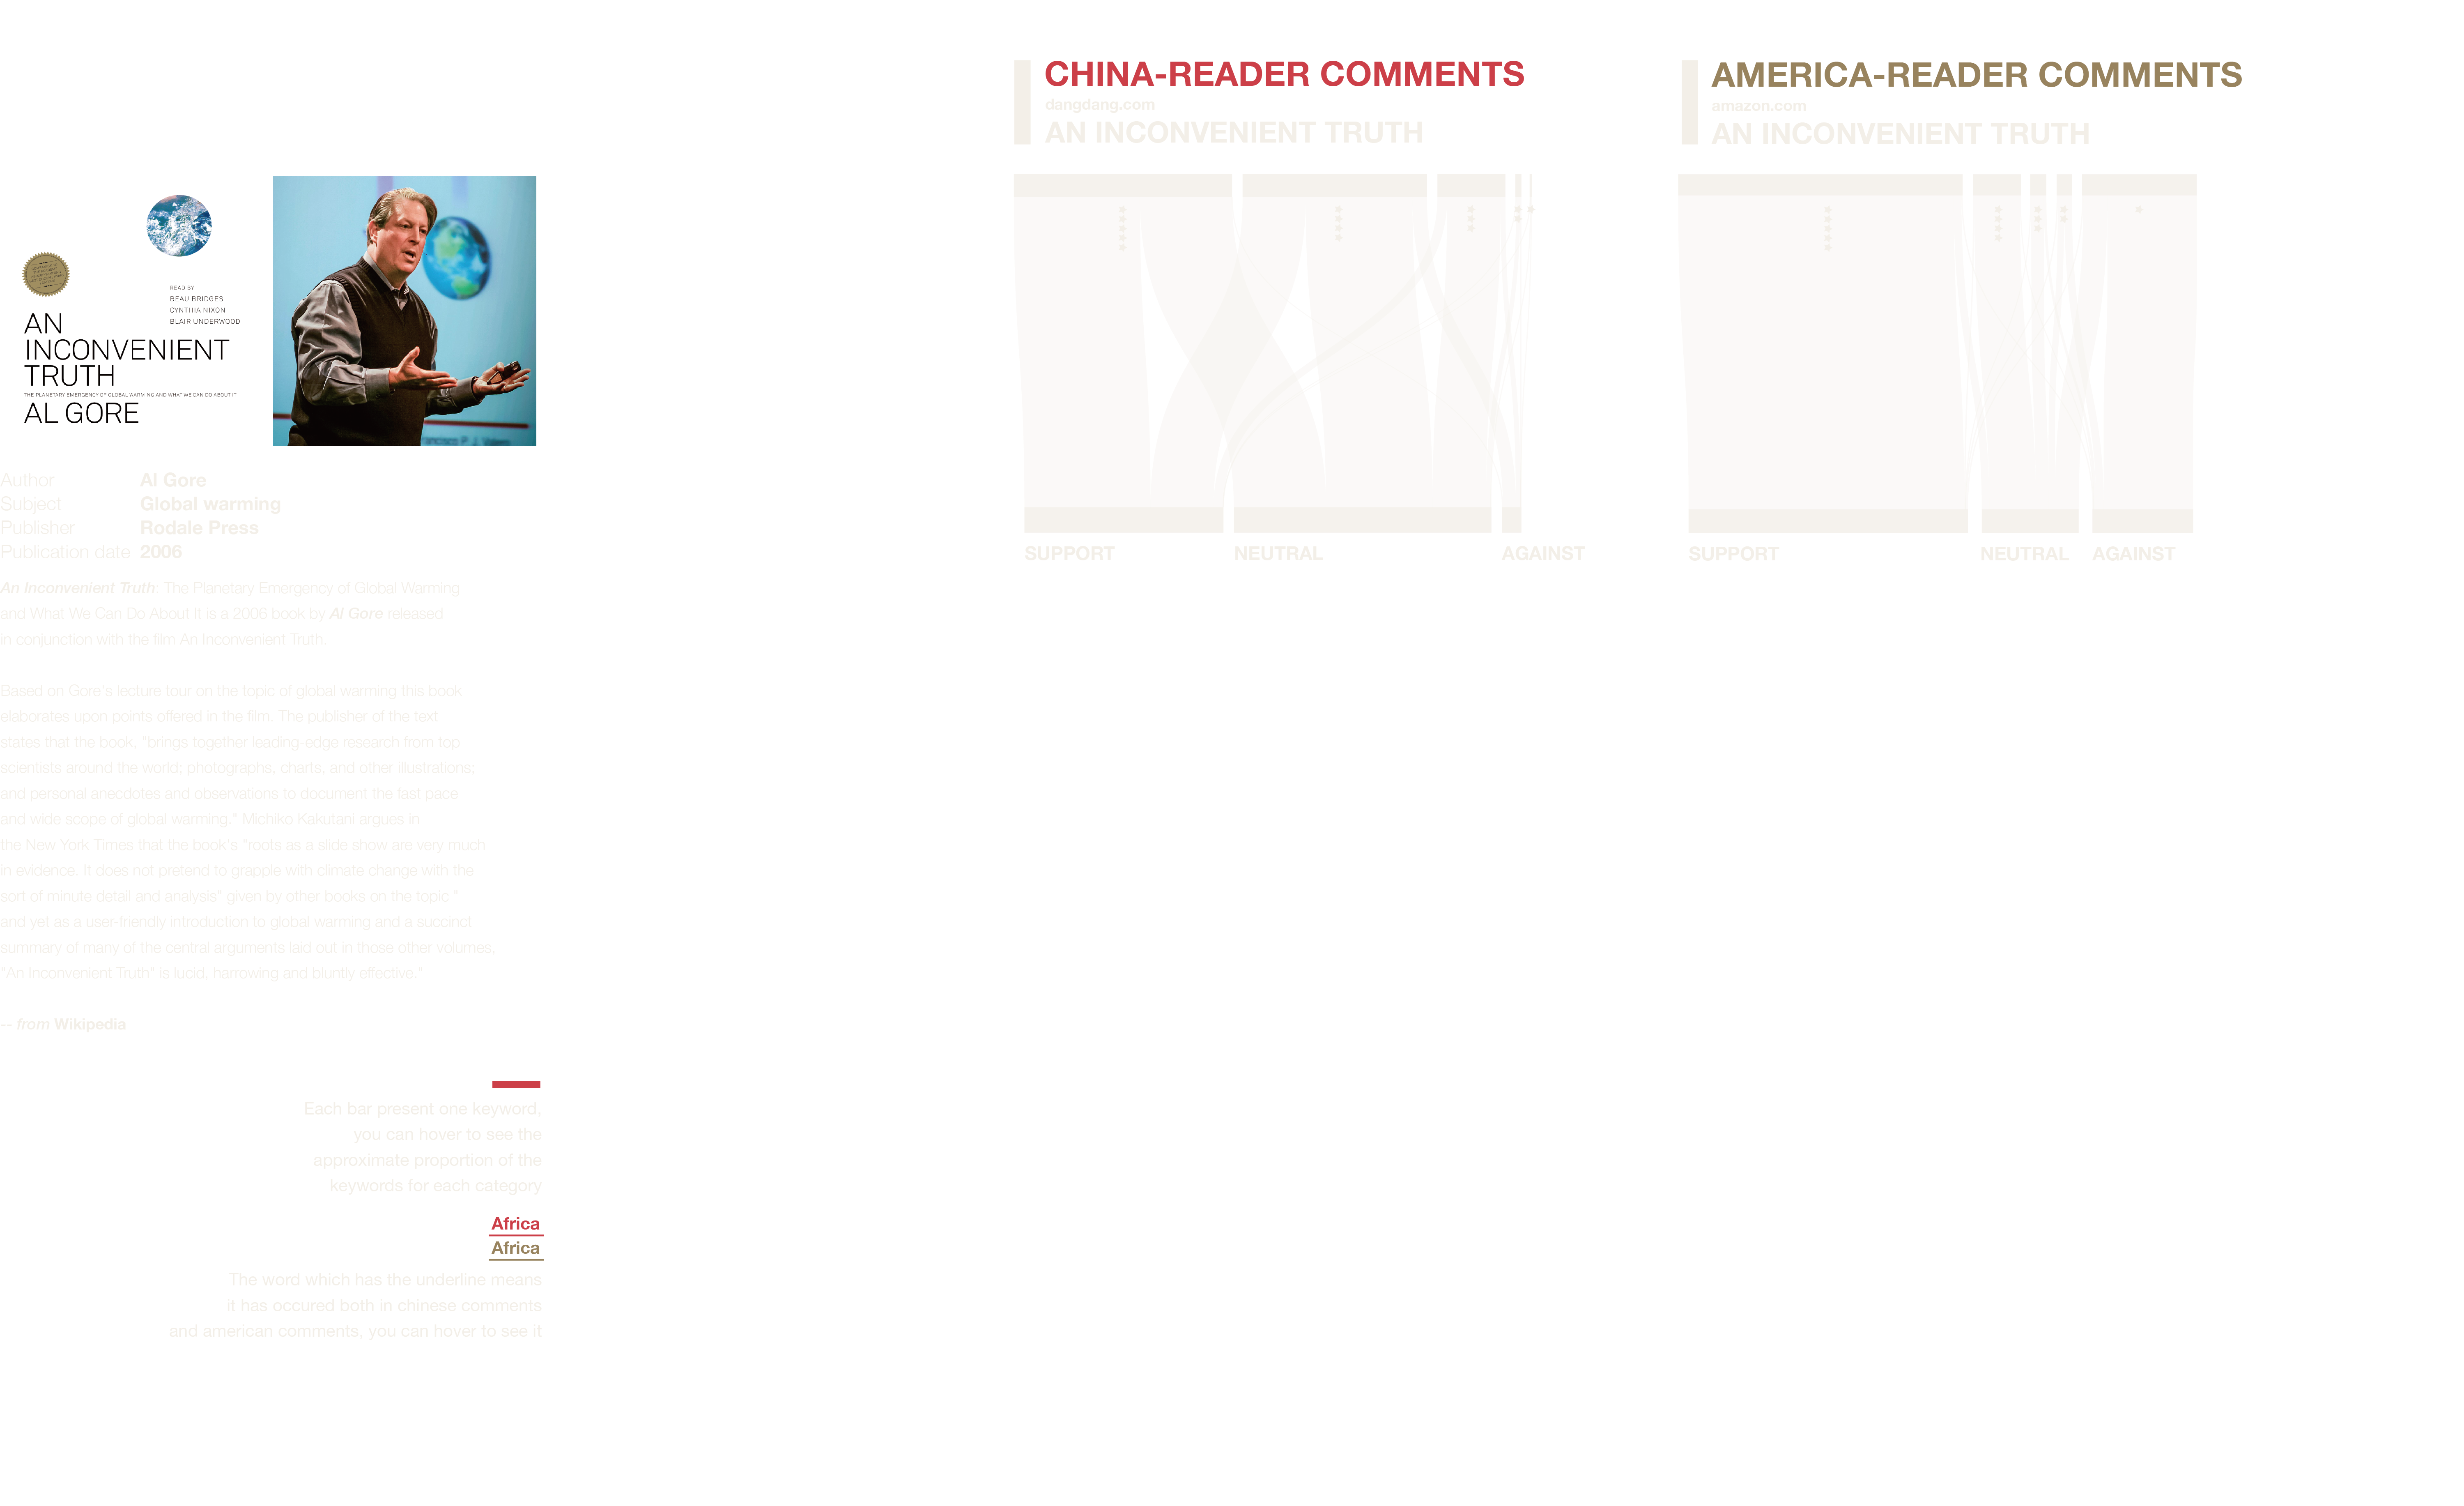 READ BY
BEAU BRIDGES
CYNTHIA NIXON
BLAIR UNDERWOOD
AN
INCONVENIENT
TRUTH
THE PLANETARY EMERGENCY OF GLOBAL WARMING AND WHAT WE CAN DO ABOUT IT
AL GORE
Author Al Gore
Subject Global warming
Publisher Rodale Press
Publication date 2006
An Inconvenient Truth: The Planetary Emergency of Global Warming
and What We Can Do About It is a 2006 book by Al Gore released
in conjunction with the film An Inconvenient Truth.
Based on Gore's lecture tour on the topic of global warming this book
elaborates upon points offered in the film. The publisher of the text
states that the book, "brings together leading-edge research from top
scientists around the world; photographs, charts, and other illustrations;
and personal anecdotes and observations to document the fast pace
and wide scope of global warming." Michiko Kakutani argues in
the New York Times that the book's "roots as a slide show are very much
in evidence. It does not pretend to grapple with climate change with the
sort of minute detail and analysis" given by other books on the topic "
and yet as a user-friendly introduction to global warming and a succinct
summary of many of the central arguments laid out in those other volumes,
"An Inconvenient Truth" is lucid, harrowing and bluntly effective."
-- from Wikipedia
Each bar present one keyword,
you can hover to see the
approximate proportion of the
keywords for each category
Africa
Africa
The word which has the underline means
it has occured both in chinese comments
and american comments, you can hover to see it
CHINA-READER COMMENTS
dangdang.com
AN INCONVENIENT TRUTH
SUPPORT NEUTRAL AGAINST
AMERICA-READER COMMENTS
amazon.com
AN INCONVENIENT TRUTH
SUPPORT NEUTRAL AGAINST